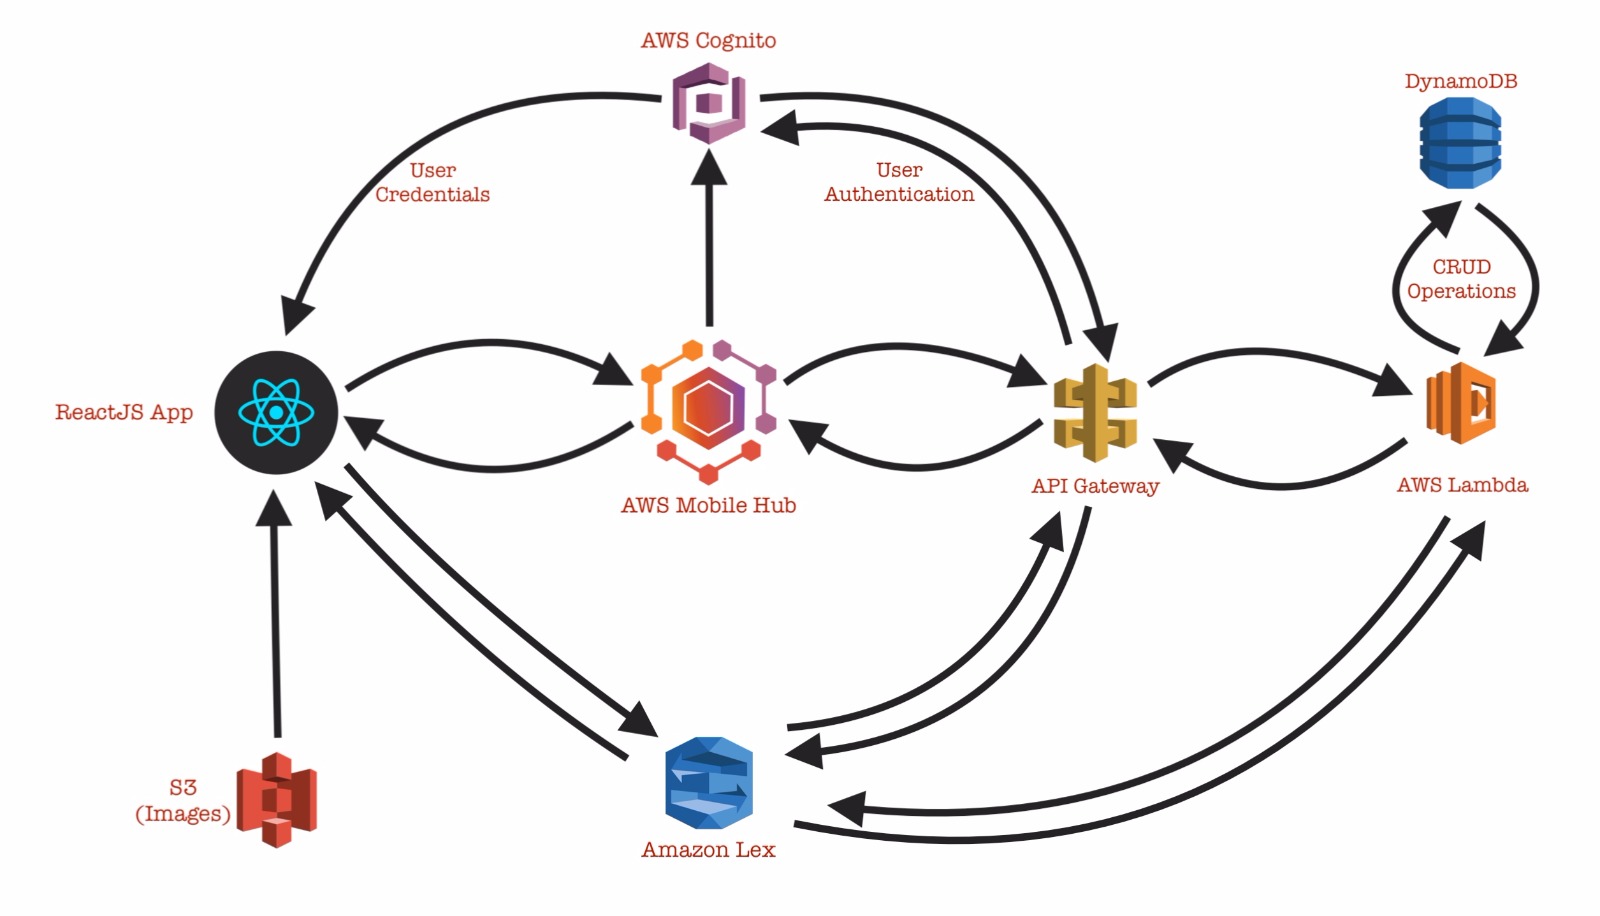 AWS Cognito
DynamoDB
User
Credentials
User
Authentication
CRUD
Operations
ReactJS App
AWS Mobile Hub
API Gateway
AWS Lambda
S3
(Images)
Amazon Lex